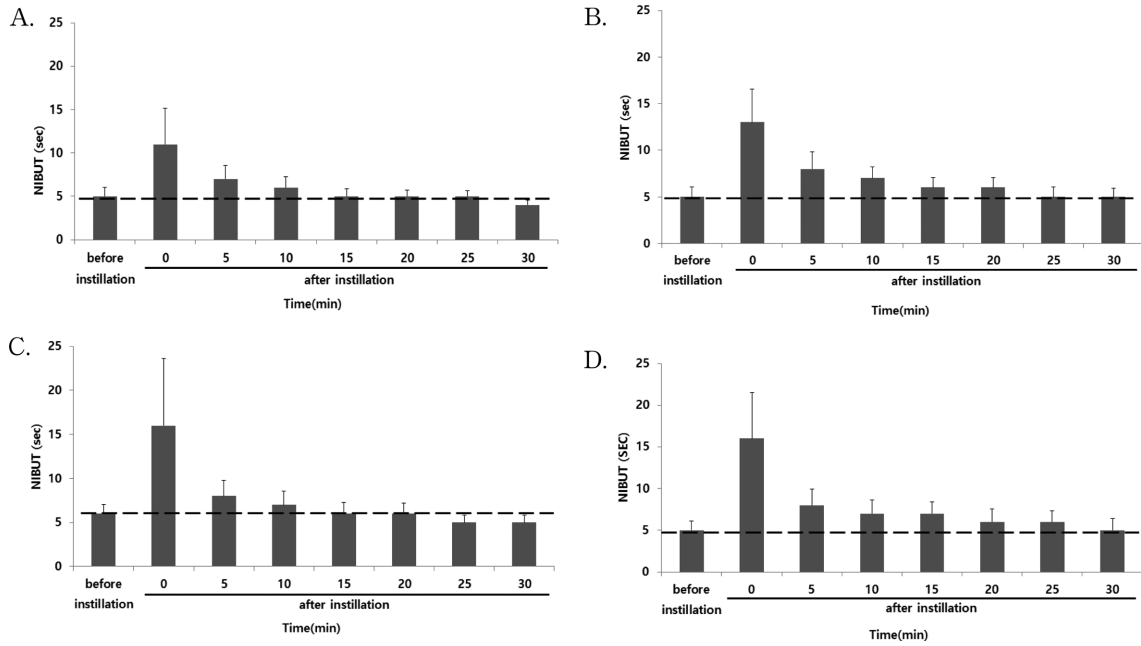 A.
NIBUT (sec)
25
20
15
10
5
0
before instillation
0 5 10 15 20 25 30
after instillation
Time(min)
B.
NIBUT (sec)
25
20
15
10
5
0
before instillation
0 5 10 15 20 25 30
after instillation
Time(min)
C.
NIBUT (sec)
25
20
15
10
5
0
before instillation
0 5 10 15 20 25 30
after instillation
Time(min)
D.
NIBUT (SEC)
25
20
15
10
5
0
before instillation
0 5 10 15 20 25 30
after instillation
Time(min)